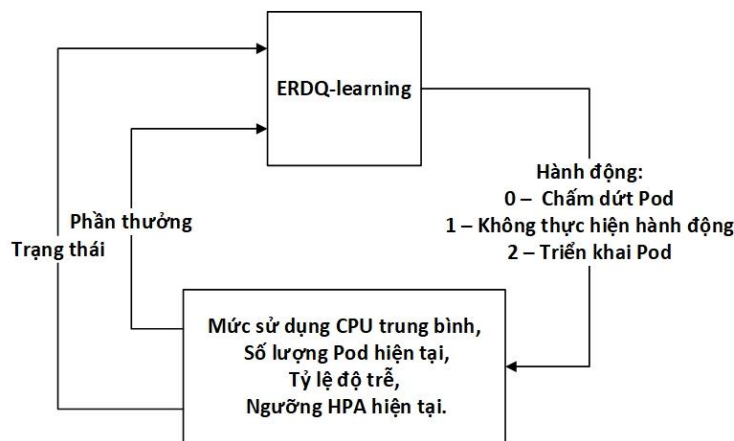 ERDQ-learning
Hành động:
0 – Chấm dứt Pod
1 – Không thực hiện hành động
2 – Triển khai Pod
Phần thưởng
Trạng thái
Mức sử dụng CPU trung bình,
Số lượng Pod hiện tại,
Tỷ lệ độ trễ,
Ngưỡng HPA hiện tại.